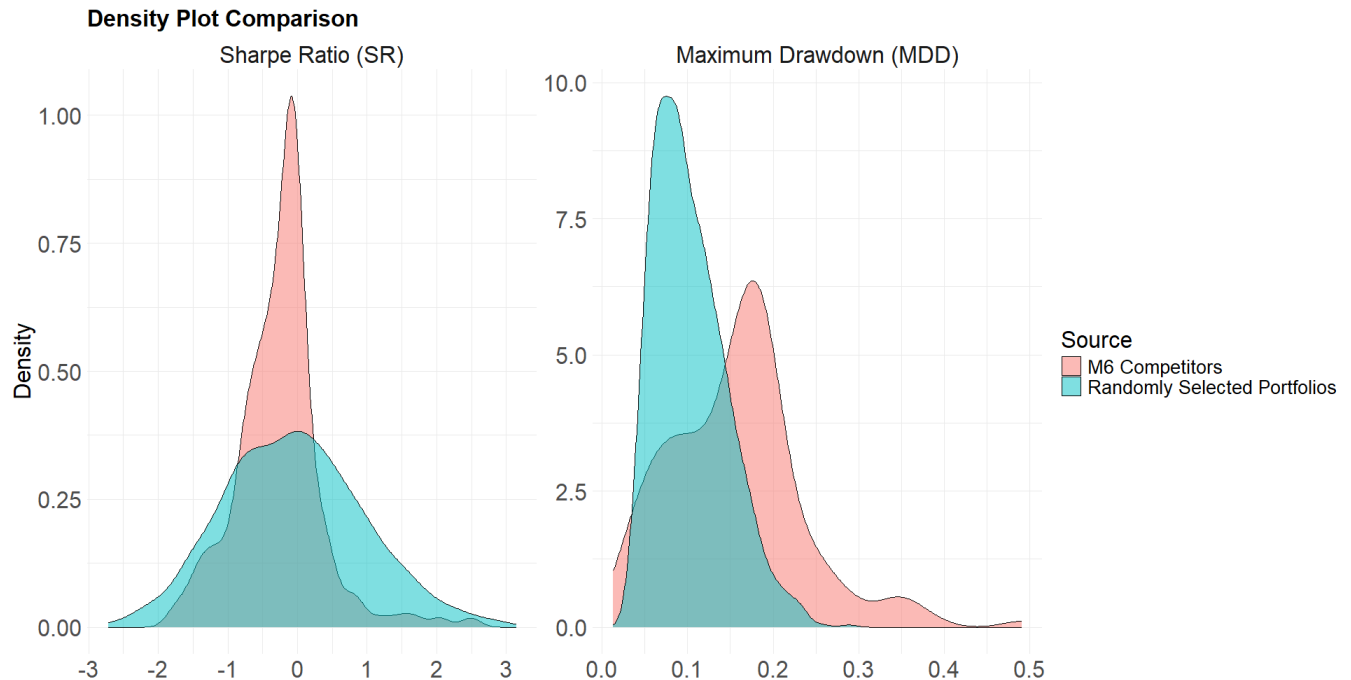 Density Plot Comparison
Sharpe Ratio (SR)
Maximum Drawdown (MDD)
Density
1.00
0.75
0.50
0.25
0.00
-3 -2 -1 0 1 2 3
10.0
7.5
5.0
2.5
0.0
0.0 0.1 0.2 0.3 0.4 0.5
Source
M6 Competitors
Randomly Selected Portfolios